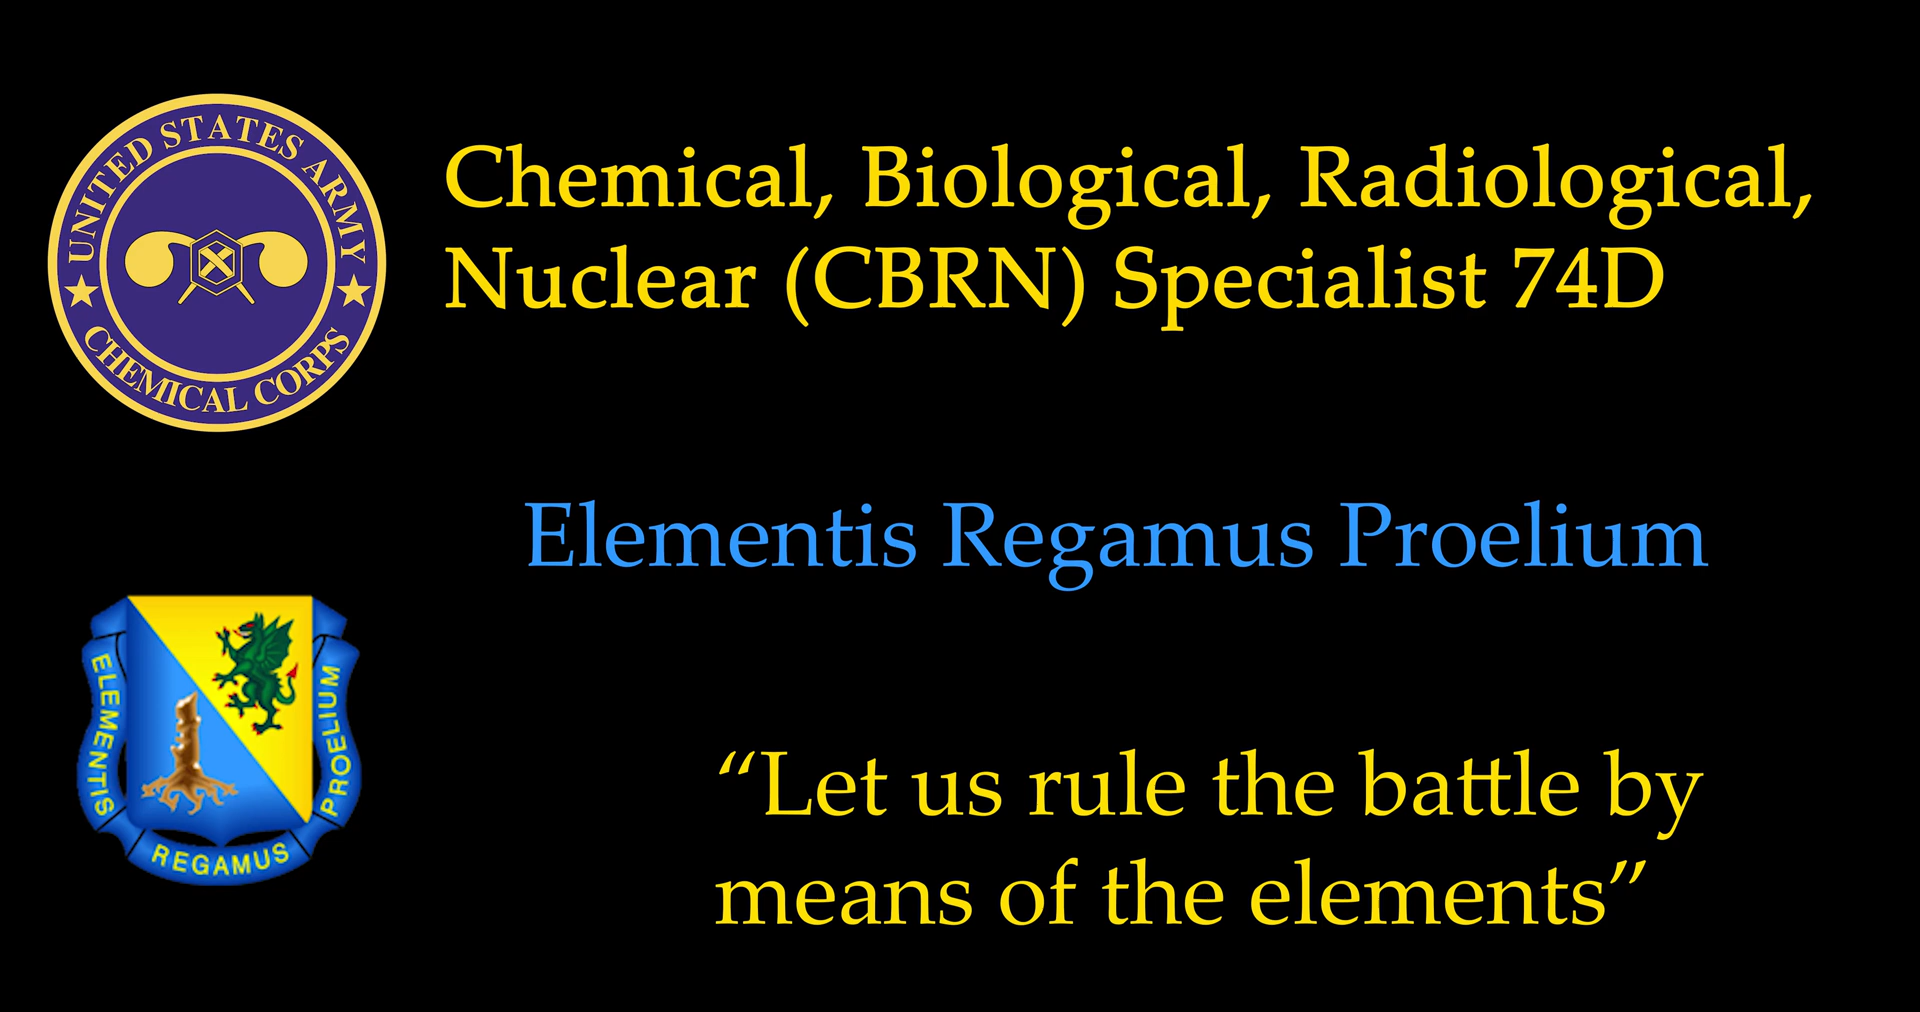 UNITED STATES ARMY
CHEMICAL CORPS
Chemical, Biological, Radiological,
Nuclear (CBRN) Specialist 74D
Elementis Regamus Proelium
ELEMENTIS
REGAMUS
PROELIUM
“Let us rule the battle by
means of the elements”